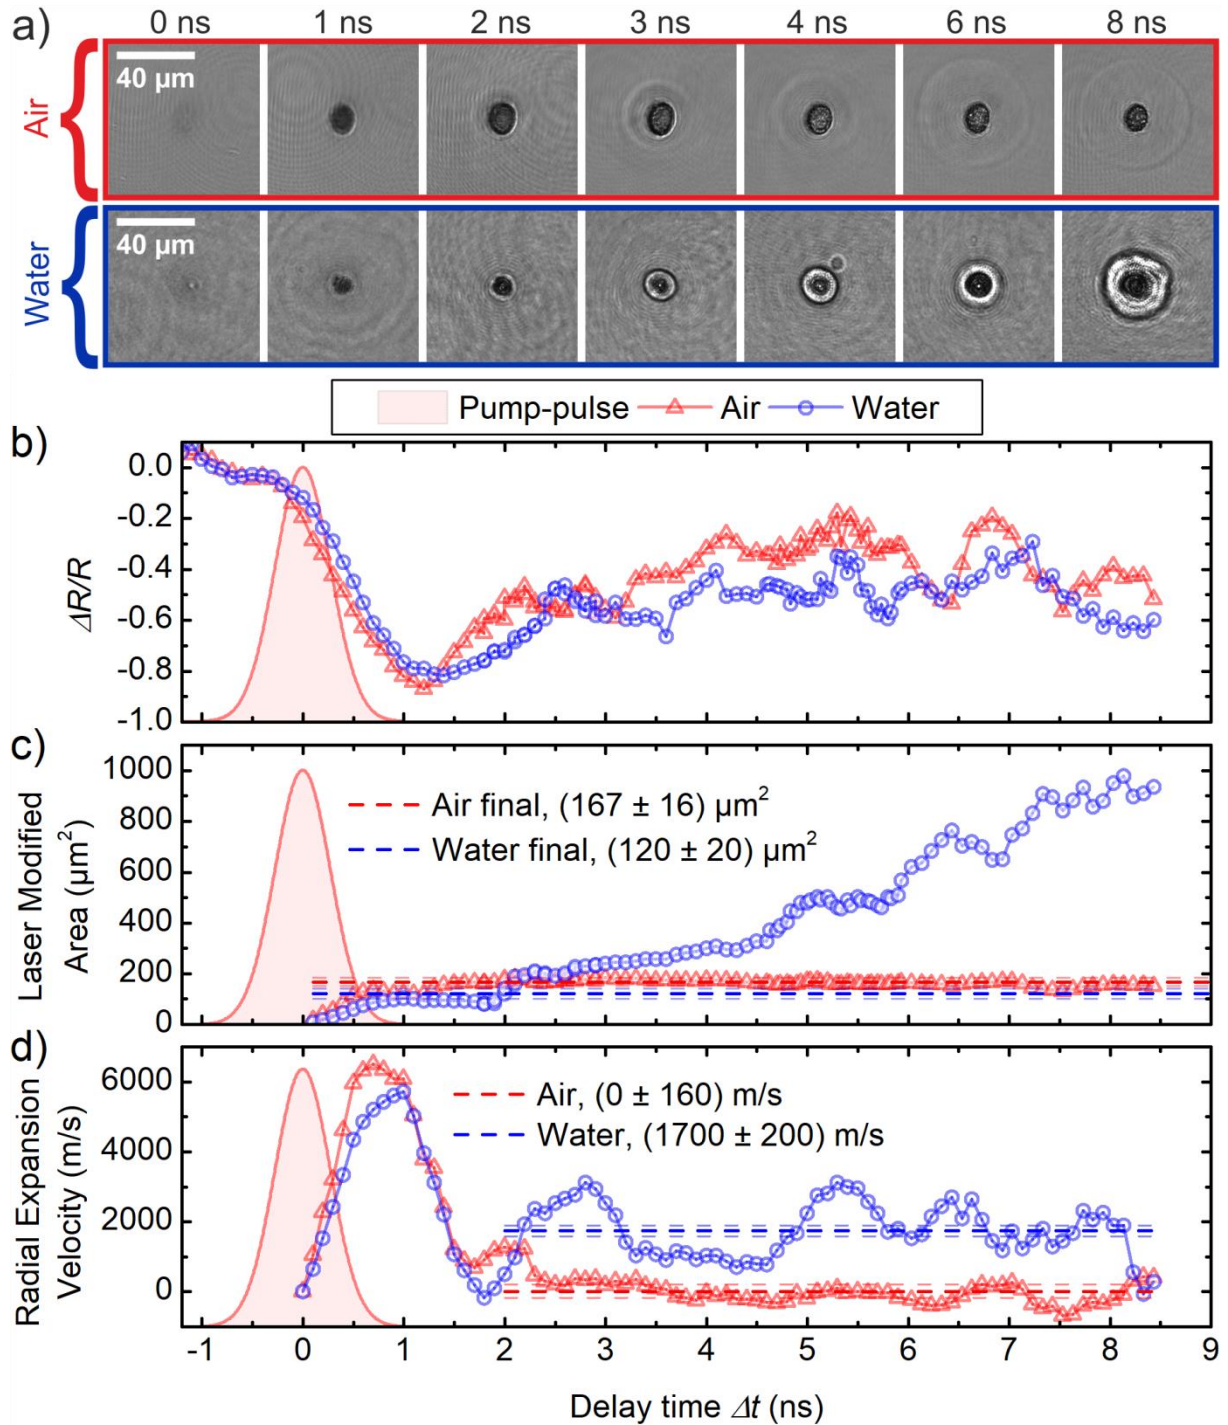 a)
0 ns 1 ns 2 ns 3 ns 4 ns 6 ns 8 ns
Air
40 µm
Water
40 µm
Pump-pulse Air Water
b)
ΔR/R
0.0
-0.2
-0.4
-0.6
-0.8
-1.0
c)
Laser Modified
Area (µm²)
1000
800
600
400
200
0
Air final, (167 ± 16) µm²
Water final, (120 ± 20) µm²
d)
Radial Expansion
Velocity (m/s)
6000
4000
2000
0
Air, (0 ± 160) m/s
Water, (1700 ± 200) m/s
-1 0 1 2 3 4 5 6 7 8 9
Delay time Δt (ns)